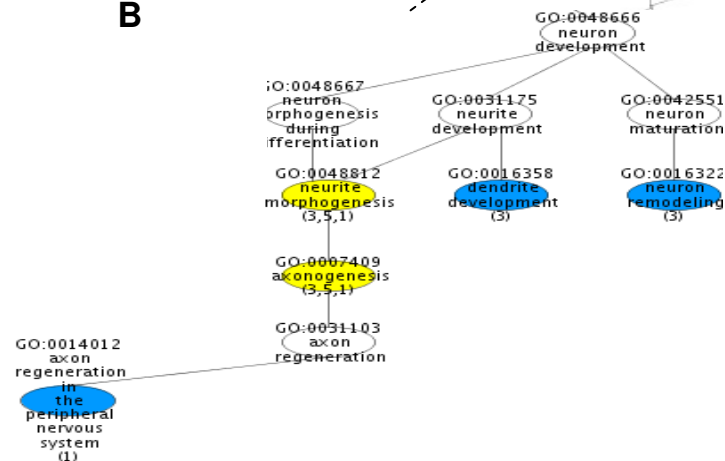 B
GO:0048666
neuron
development
GO:0048667
neuron
orphogenesis
during
ifferentiation
GO:0031175
neurite
development
GO:0042551
neuron
maturation
GO:0048812
neurite
morphogenesis
(3,5,1)
GO:0016358
dendrite
development
(3)
GO:0016322
neuron
remodeling
(3)
GO:0007409
axonogenesis
(3,5,1)
GO:0031103
axon
regeneration
GO:0014012
axon
regeneration
in
the
peripheral
nervous
system
(1)